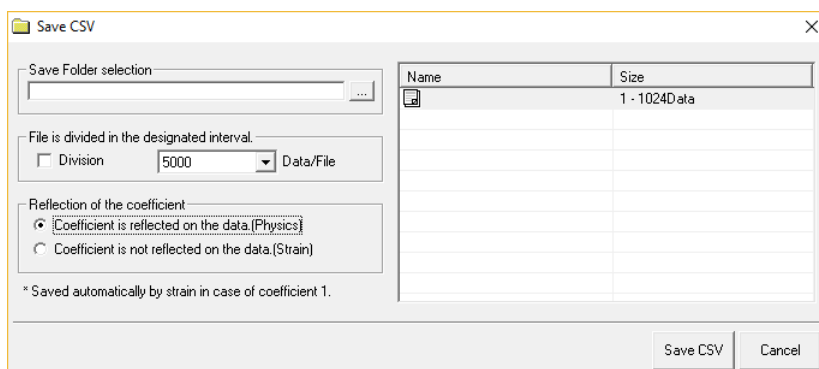 Save CSV
Save Folder selection
...
File is divided in the designated interval.
Division 5000 Data/File
Reflection of the coefficient
Coefficient is reflected on the data.(Physics)
Coefficient is not reflected on the data.(Strain)
* Saved automatically by strain in case of coefficient 1.
Name Size
1 - 1024Data
Save CSV Cancel